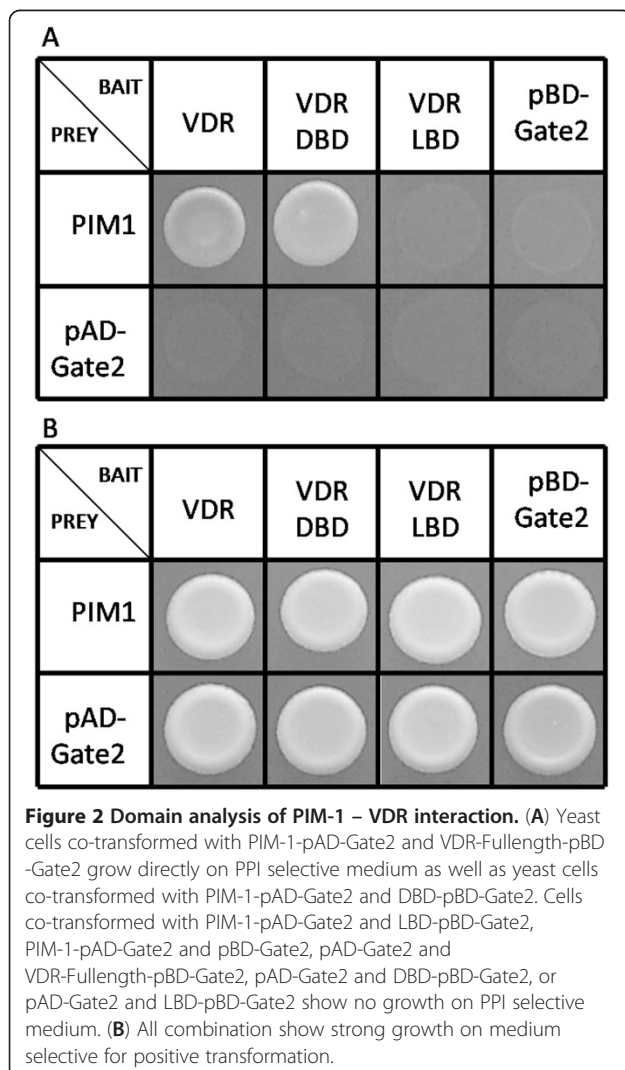 A
BAIT
PREY
VDR
VDR
DBD
VDR
LBD
pBD-
Gate2
PIM1
pAD-
Gate2
B
BAIT
PREY
VDR
VDR
DBD
VDR
LBD
pBD-
Gate2
PIM1
pAD-
Gate2
Figure 2 Domain analysis of PIM-1 – VDR interaction. (A) Yeast
cells co-transformed with PIM-1-pAD-Gate2 and VDR-Fullength-pBD
-Gate2 grow directly on PPI selective medium as well as yeast cells
co-transformed with PIM-1-pAD-Gate2 and DBD-pBD-Gate2. Cells
co-transformed with PIM-1-pAD-Gate2 and LBD-pBD-Gate2,
PIM-1-pAD-Gate2 and pBD-Gate2, pAD-Gate2 and
VDR-Fullength-pBD-Gate2, pAD-Gate2 and DBD-pBD-Gate2, or
pAD-Gate2 and LBD-pBD-Gate2 show no growth on PPI selective
medium. (B) All combination show strong growth on medium
selective for positive transformation.